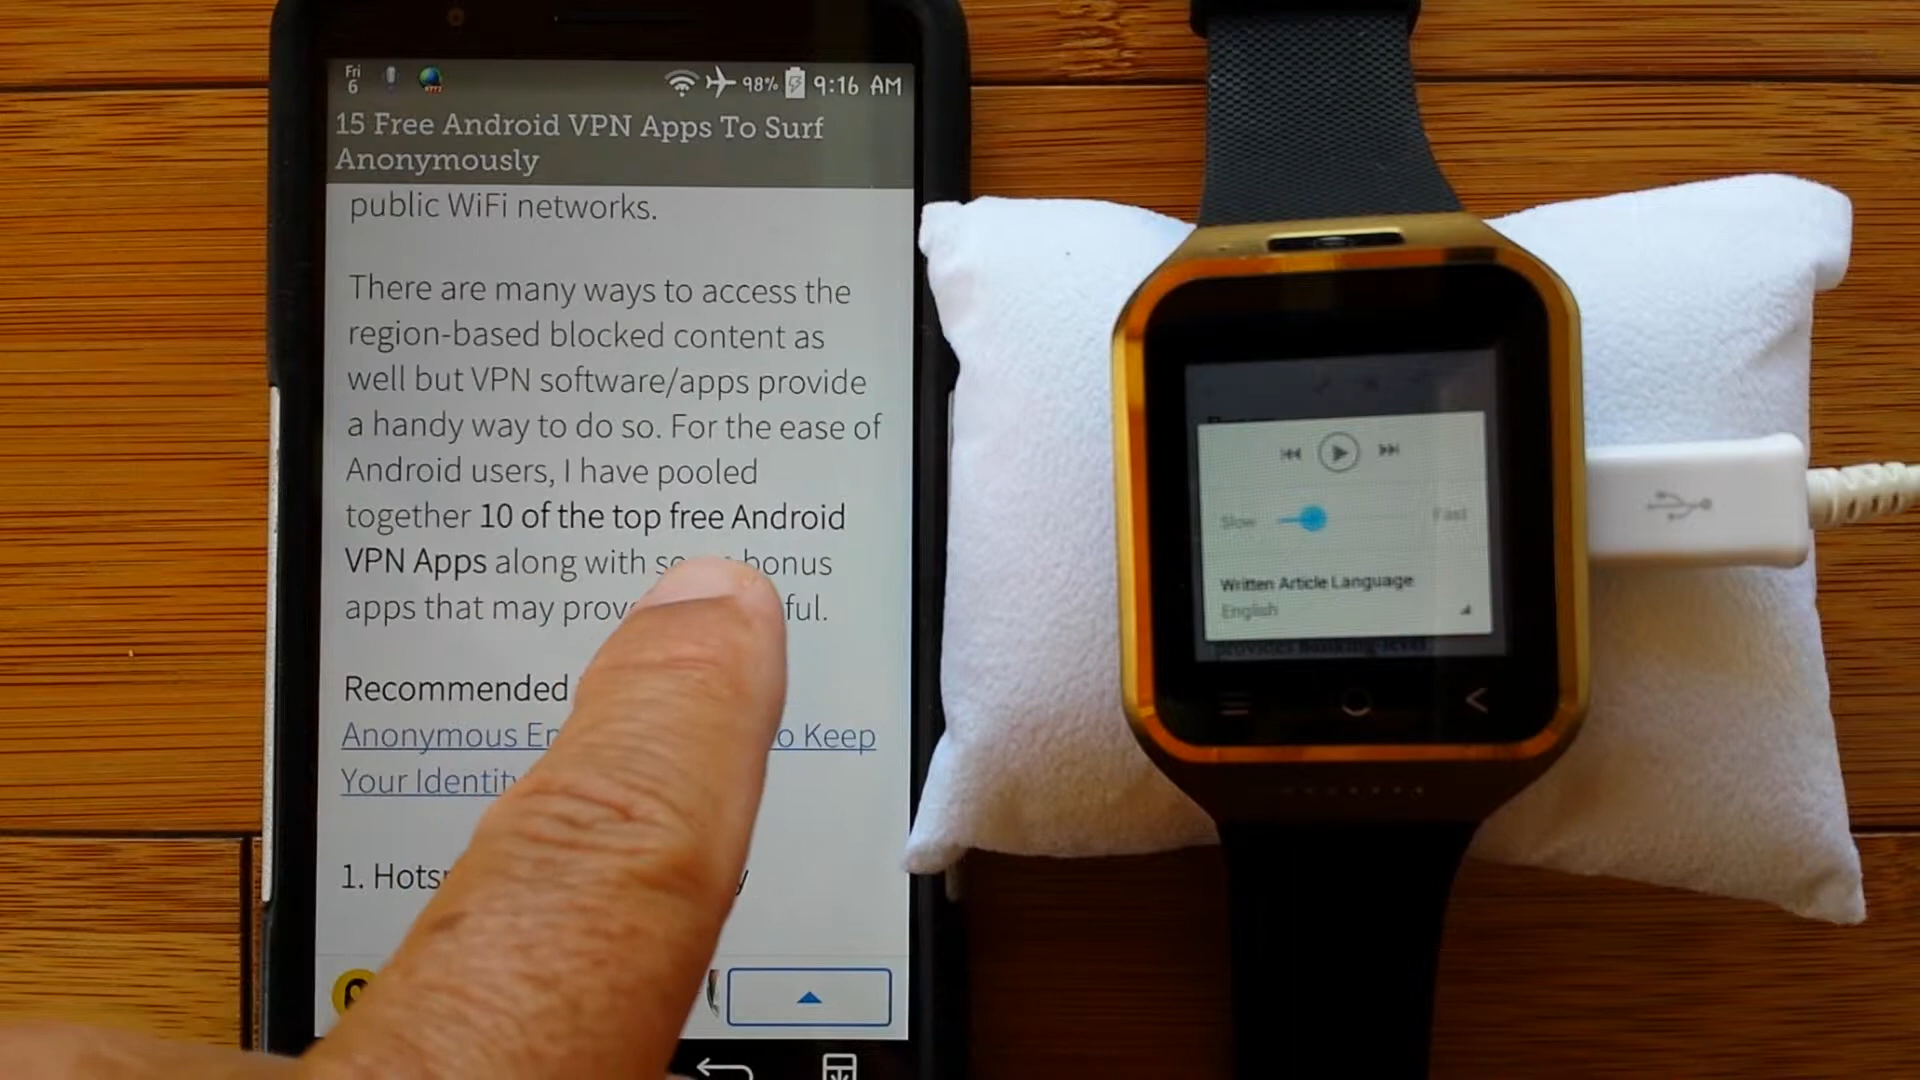 Fri
6
98%
9:16 AM
15 Free Android VPN Apps To Surf
Anonymously
public WiFi networks.
There are many ways to access the
region-based blocked content as
well but VPN software/apps provide
a handy way to do so. For the ease of
Android users, I have pooled
together 10 of the top free Android
VPN Apps along with bonus
apps that may ful.
Recommended
Anonymous o Keep
Your
1.
Slow
Fast
Written Article Language
English
provides Banking-level